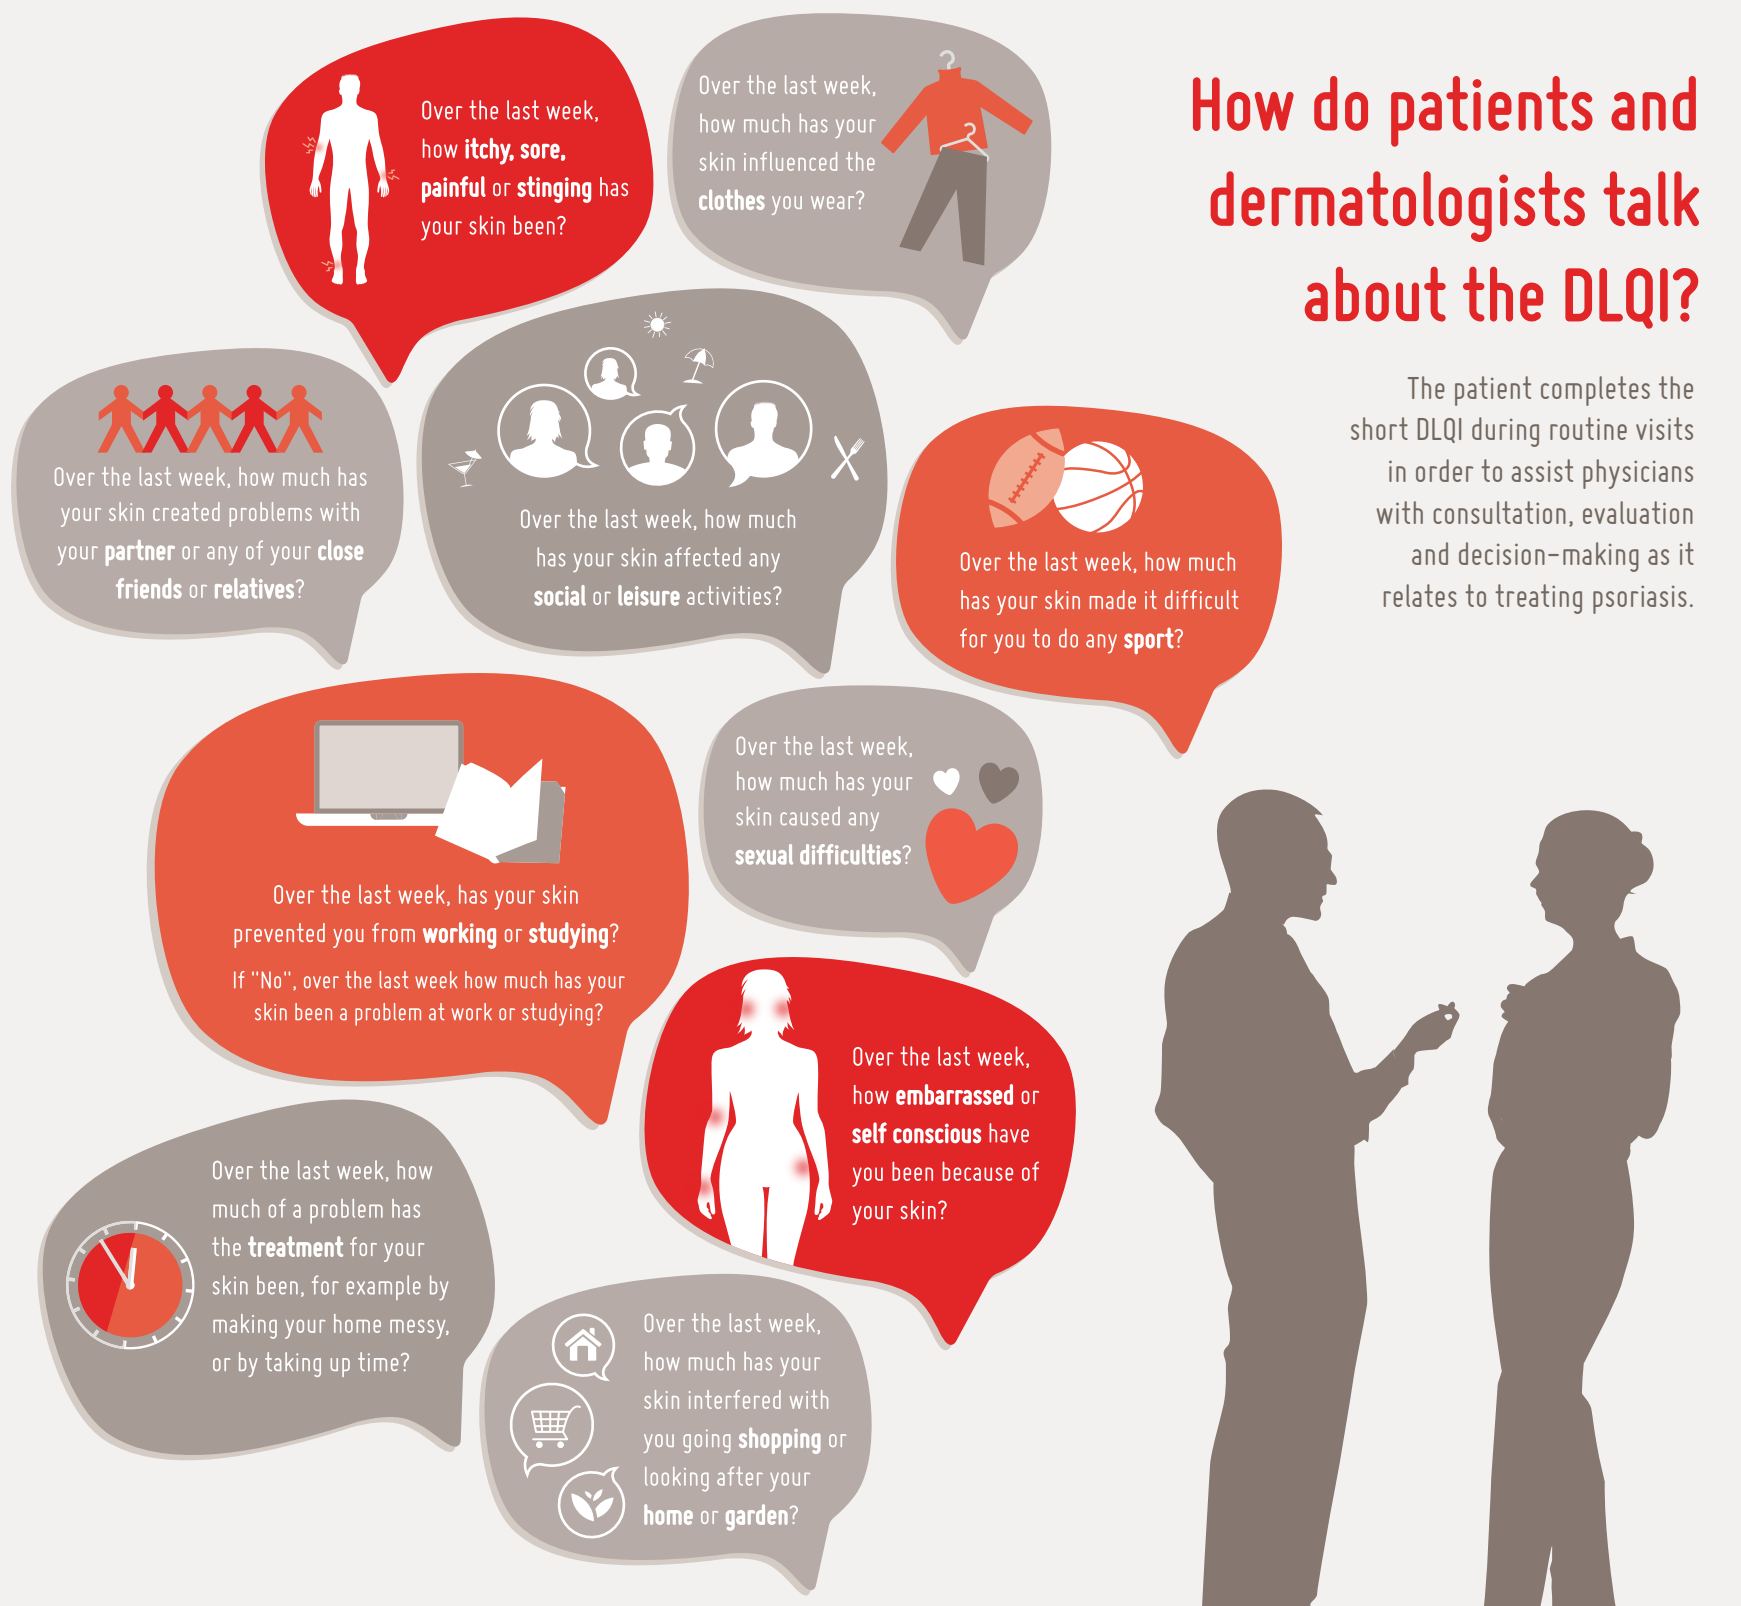 How do patients and
dermatologists talk
about the DLQI?
The patient completes the
short DLQI during routine visits
in order to assist physicians
with consultation, evaluation
and decision-making as it
relates to treating psoriasis.
Over the last week,
how itchy, sore,
painful or stinging has
your skin been?
Over the last week,
how much has your
skin influenced the
clothes you wear?
Over the last week, how much has
your skin created problems with
your partner or any of your close
friends or relatives?
Over the last week, how much
has your skin affected any
social or leisure activities?
Over the last week, how much
has your skin made it difficult
for you to do any sport?
Over the last week, has your skin
prevented you from working or studying?
If "No", over the last week how much has your
skin been a problem at work or studying?
Over the last week,
how much has your
skin caused any
sexual difficulties?
Over the last week,
how embarrassed or
self conscious have
you been because of
your skin?
Over the last week, how
much of a problem has
the treatment for your
skin been, for example by
making your home messy,
or by taking up time?
Over the last week,
how much has your
skin interfered with
you going shopping or
looking after your
home or garden?